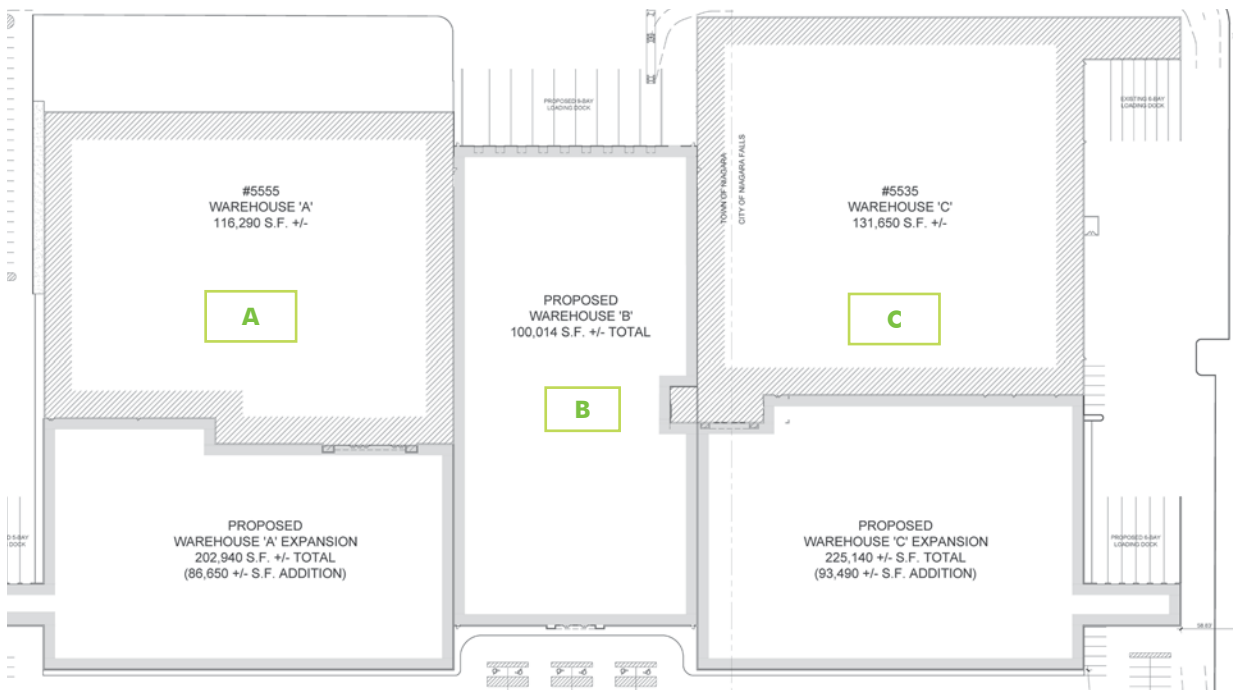 PROPOSED 9-BAY
LOADING DOCK
EXISTING 6-BAY
LOADING DOCK
#5555
WAREHOUSE 'A'
116,290 S.F. +/-
TOWN OF NIAGARA
CITY OF NIAGARA FALLS
#5535
WAREHOUSE 'C'
131,650 S.F. +/-
A
PROPOSED
WAREHOUSE 'B'
100,014 S.F. +/- TOTAL
C
B
PROPOSED
WAREHOUSE 'A' EXPANSION
202,940 S.F. +/- TOTAL
(86,650 +/- S.F. ADDITION)
PROPOSED
WAREHOUSE 'C' EXPANSION
225,140 +/- S.F. TOTAL
(93,490 +/- S.F. ADDITION)
DOCK
PROPOSED 6-BAY
LOADING DOCK